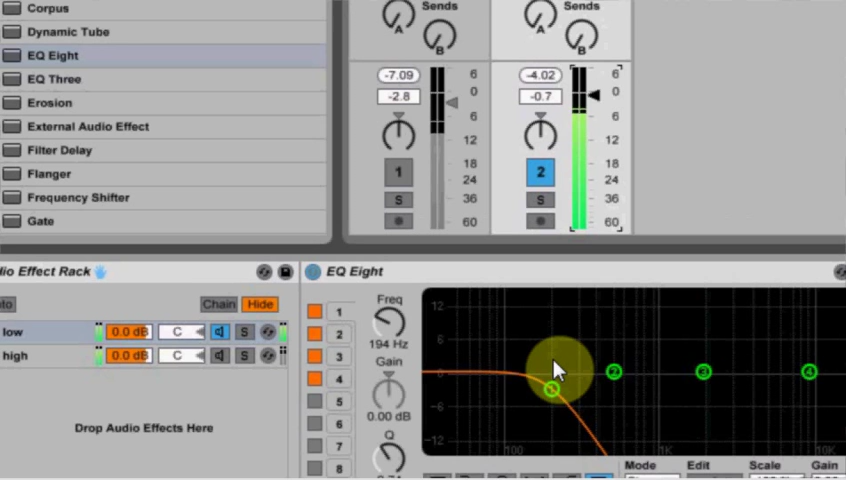 Corpus
Dynamic Tube
EQ Eight
EQ Three
Erosion
External Audio Effect
Filter Delay
Flanger
Frequency Shifter
Gate
Sends
A
B
-7.09
-2.8
6
0
6
12
18
24
36
60
1
S
Sends
A
B
-4.02
-0.7
6
0
6
12
18
24
36
60
2
S
io Effect Rack
Chain
Hide
low
0.0 dB
C
S
high
0.0 dB
C
S
Drop Audio Effects Here
EQ Eight
1
2
3
4
5
6
7
8
Freq
194 Hz
Gain
0.00 dB
Q
12
6
0
-6
-12
100
1K
10K
2
3
4
Mode
Edit
Scale
Gain